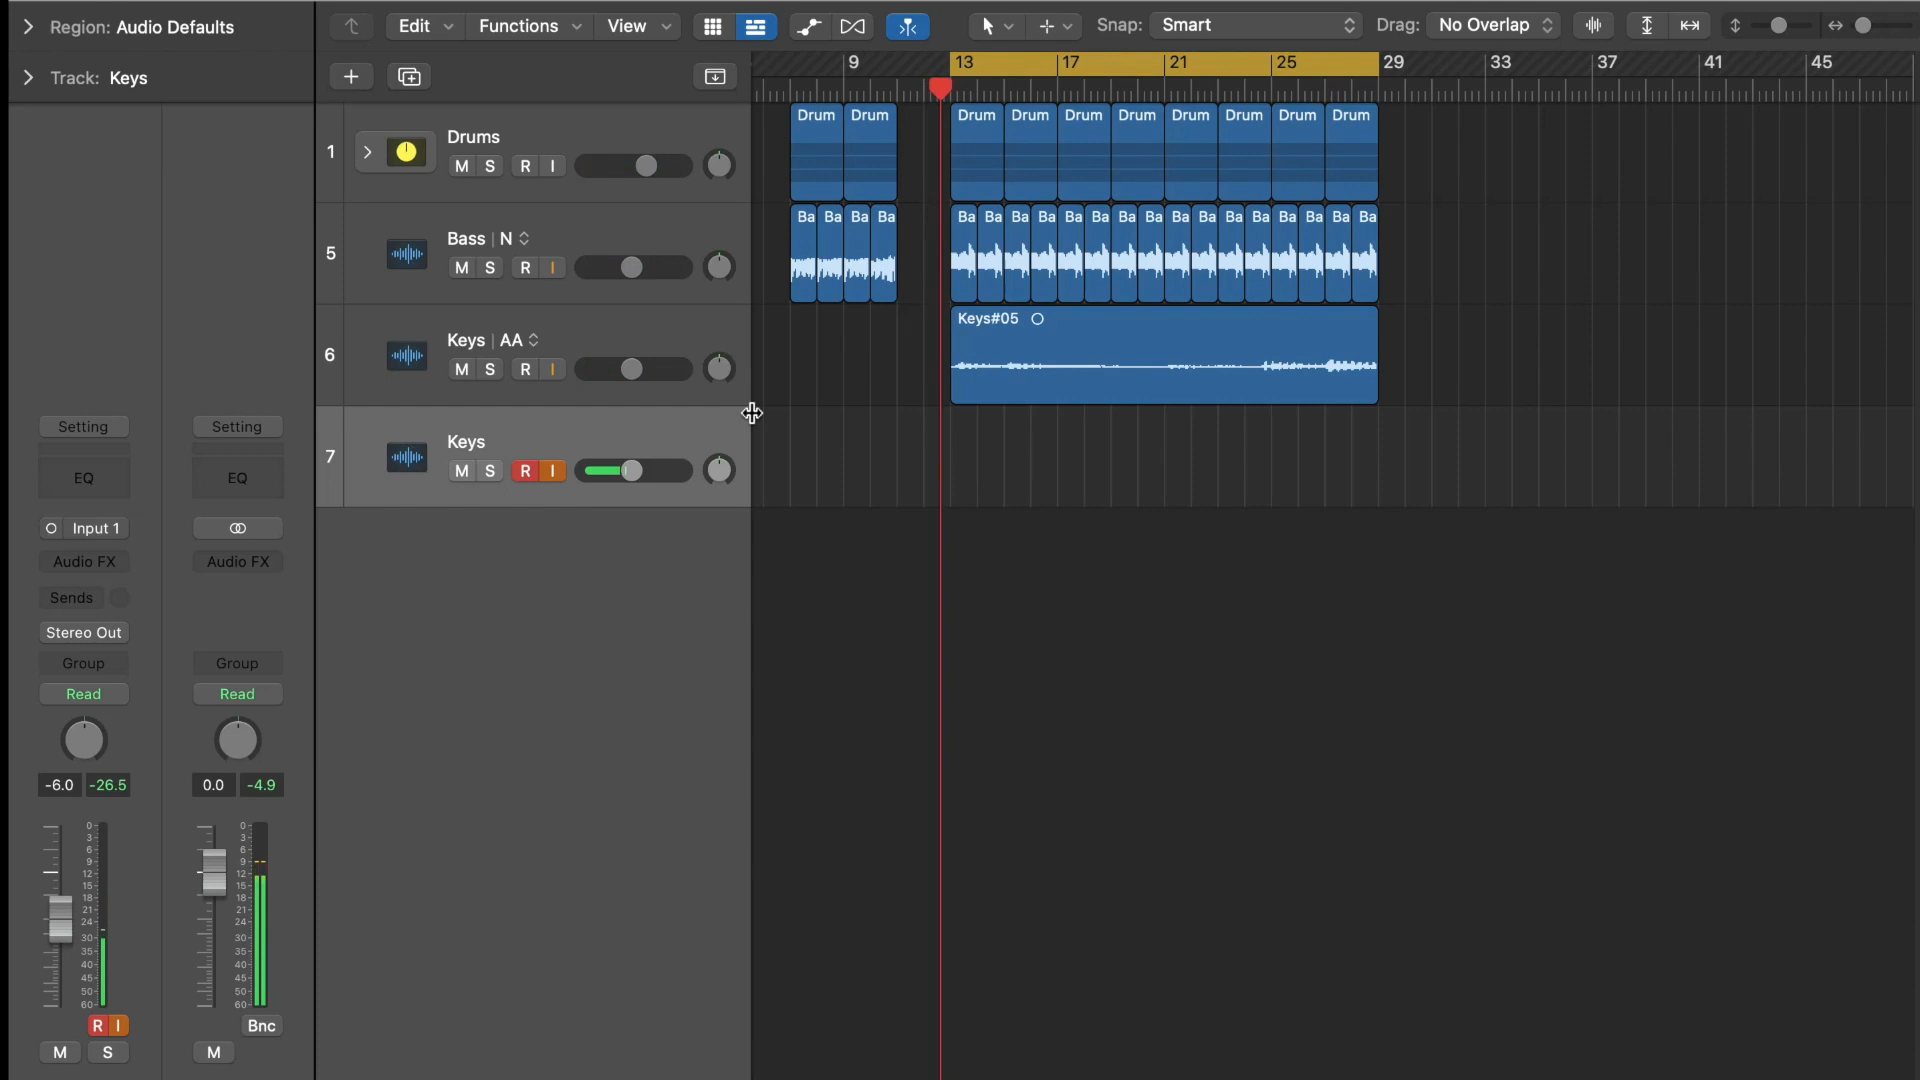 Region: Audio Defaults
Edit
Functions
View
Snap:
Smart
Drag:
No Overlap
Track: Keys
9
13
17
21
25
29
33
37
41
45
1
Drums
M S R I
Drum Drum Drum Drum Drum Drum Drum Drum Drum Drum
5
Bass | N
M S R I
Ba Ba Ba Ba Ba Ba Ba Ba Ba Ba Ba Ba Ba Ba Ba Ba Ba Ba Ba Ba
6
Keys | AA
M S R I
Keys#05
7
Keys
M S R I
Setting
EQ
Input 1
Audio FX
Sends
Stereo Out
Group
Read
-6.0 -26.5
0
3
6
9
12
15
18
21
24
30
35
40
45
50
60
R I
M S
Setting
EQ
Audio FX
Group
Read
0.0 -4.9
0
3
6
9
12
15
18
21
24
30
35
40
45
50
60
Bnc
M